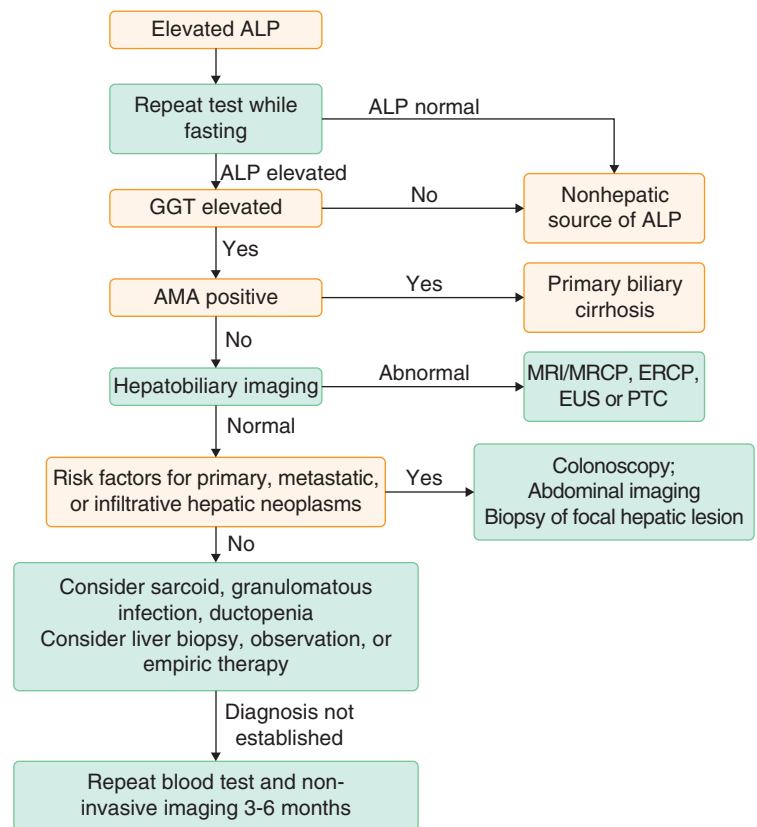 Elevated ALP
Repeat test while
fasting
ALP normal
ALP elevated
GGT elevated
No
Nonhepatic
source of ALP
Yes
AMA positive
Yes
Primary biliary
cirrhosis
No
Hepatobiliary imaging
Abnormal
MRI/MRCP, ERCP,
EUS or PTC
Normal
Risk factors for primary, metastatic,
or infiltrative hepatic neoplasms
Yes
Colonoscopy;
Abdominal imaging
Biopsy of focal hepatic lesion
No
Consider sarcoid, granulomatous
infection, ductopenia
Consider liver biopsy, observation, or
empiric therapy
Diagnosis not
established
Repeat blood test and non-
invasive imaging 3-6 months